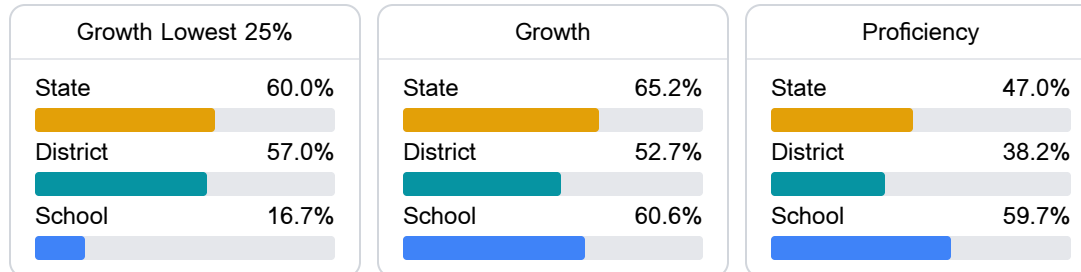 Growth Lowest 25%
State 60.0%
District 57.0%
School 16.7%
Growth
State 65.2%
District 52.7%
School 60.6%
Proficiency
State 47.0%
District 38.2%
School 59.7%